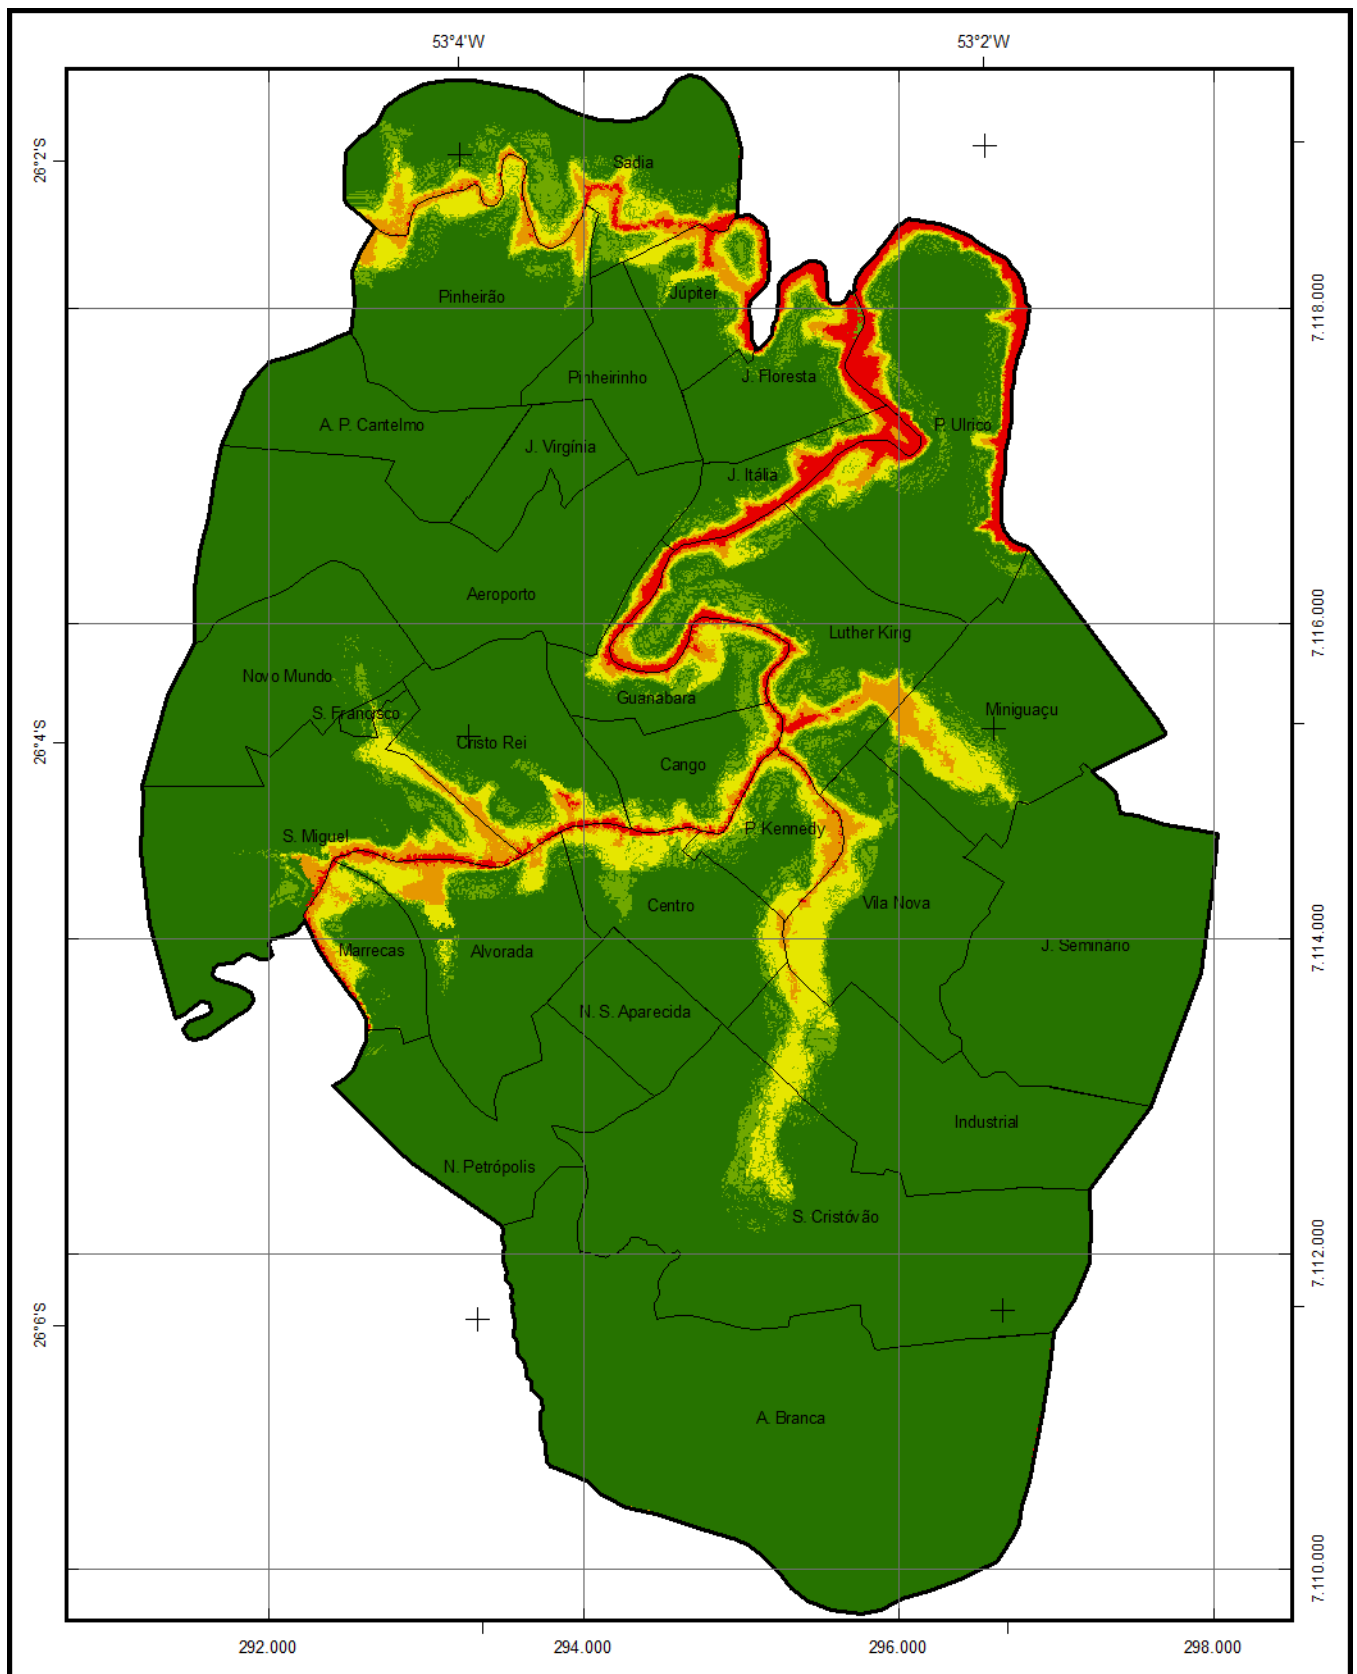 53°4'W
53°2'W
26°2'S
Sadia
Pinheirão
Júpiter
7.118.000
Pinheirinho
J. Floresta
A. P. Cantelmo
P. Ulrico
J. Virgínia
J. Itália
Aeroporto
7.116.000
Luther King
Novo Mundo
Guanabara
S. Francisco
Miniguaçu
26°4'S
Cristo Rei
Cango
S. Miguel
P. Kennedy
Centro
Vila Nova
7.114.000
Marrecas
Alvorada
J. Seminário
N. S. Aparecida
Industrial
N. Petrópolis
S. Cristóvão
7.112.000
26°6'S
A. Branca
7.110.000
292.000
294.000
296.000
298.000